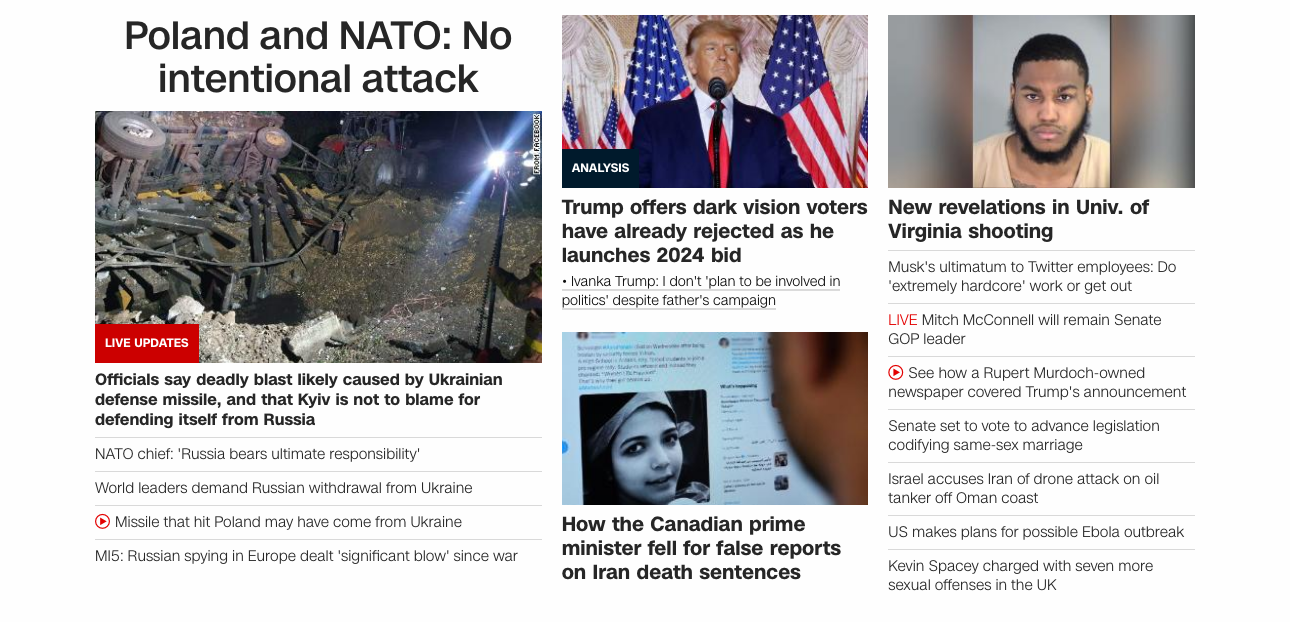 Poland and NATO: No
intentional attack
FROM FACEBOOK
LIVE UPDATES
Officials say deadly blast likely caused by Ukrainian
defense missile, and that Kyiv is not to blame for
defending itself from Russia
NATO chief: 'Russia bears ultimate responsibility'
World leaders demand Russian withdrawal from Ukraine
Missile that hit Poland may have come from Ukraine
MI5: Russian spying in Europe dealt 'significant blow' since war
ANALYSIS
Trump offers dark vision voters
have already rejected as he
launches 2024 bid
• Ivanka Trump: I don't 'plan to be involved in
politics' despite father's campaign
What's happening
How the Canadian prime
minister fell for false reports
on Iran death sentences
New revelations in Univ. of
Virginia shooting
Musk's ultimatum to Twitter employees: Do
'extremely hardcore' work or get out
LIVE Mitch McConnell will remain Senate
GOP leader
See how a Rupert Murdoch-owned
newspaper covered Trump's announcement
Senate set to vote to advance legislation
codifying same-sex marriage
Israel accuses Iran of drone attack on oil
tanker off Oman coast
US makes plans for possible Ebola outbreak
Kevin Spacey charged with seven more
sexual offenses in the UK